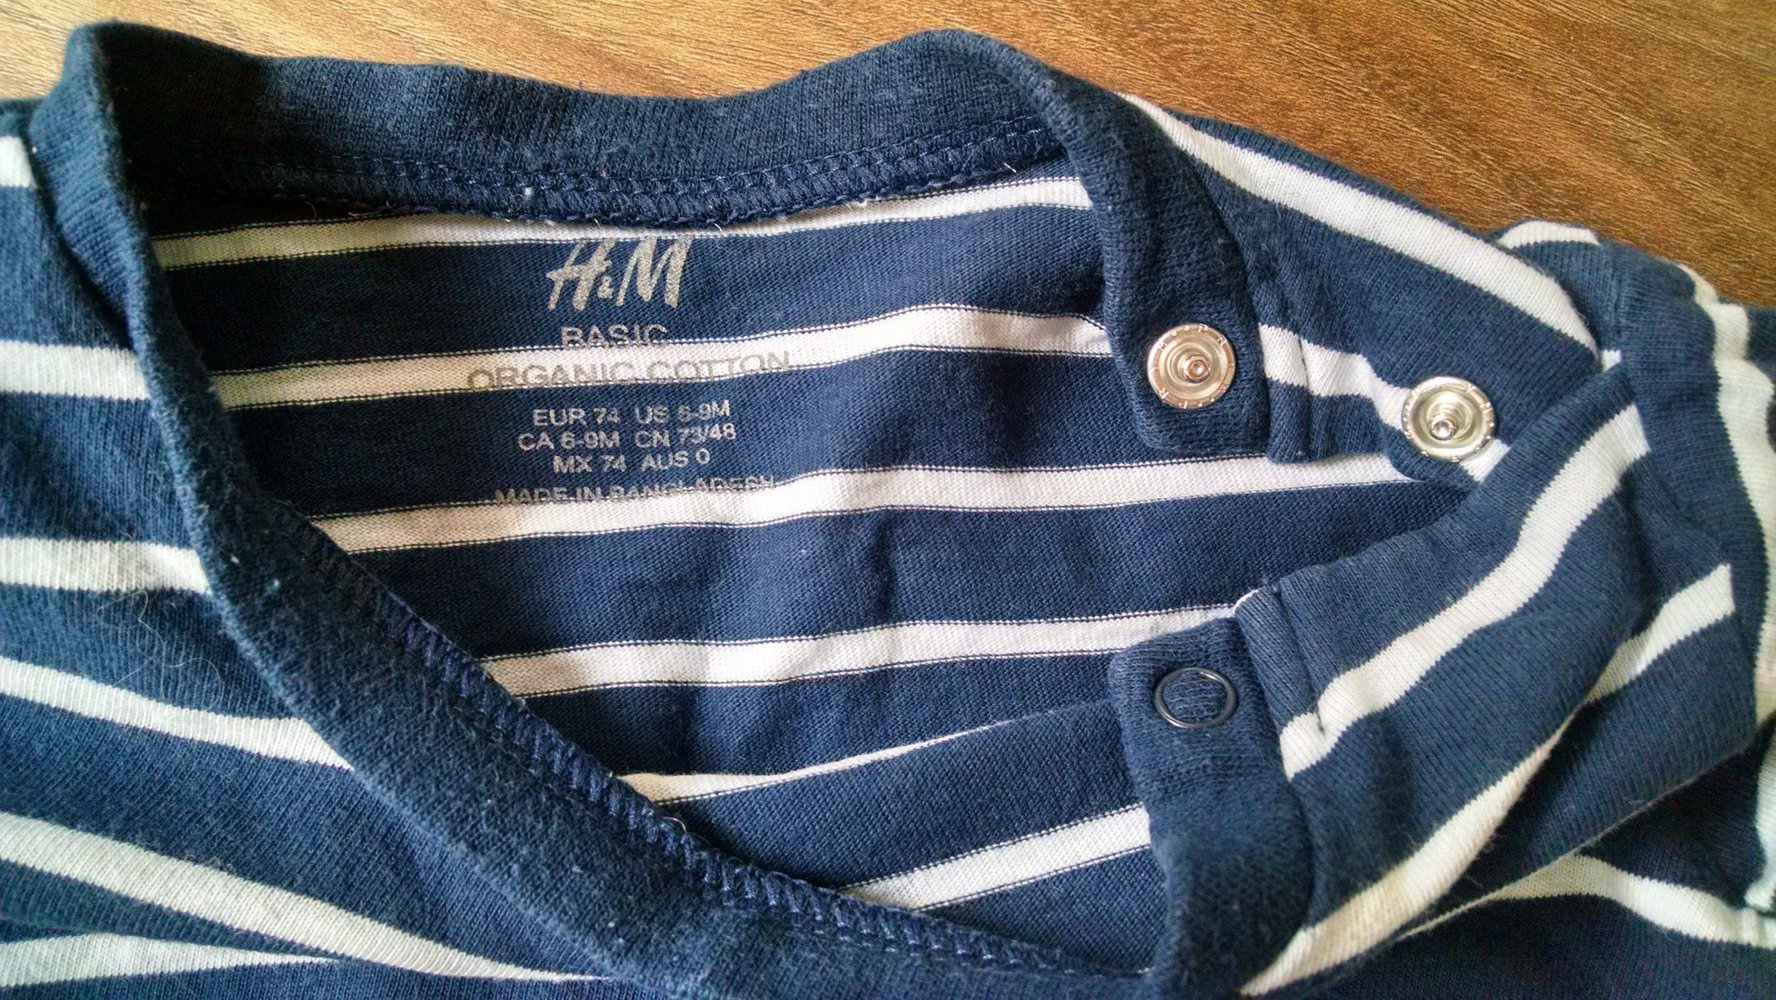 H&M
BASIC
ORGANIC COTTON
EUR 74 US 6-9M
CA 6-9M CN 73/48
MX 74 AUS 0
MADE IN BANGLADESH